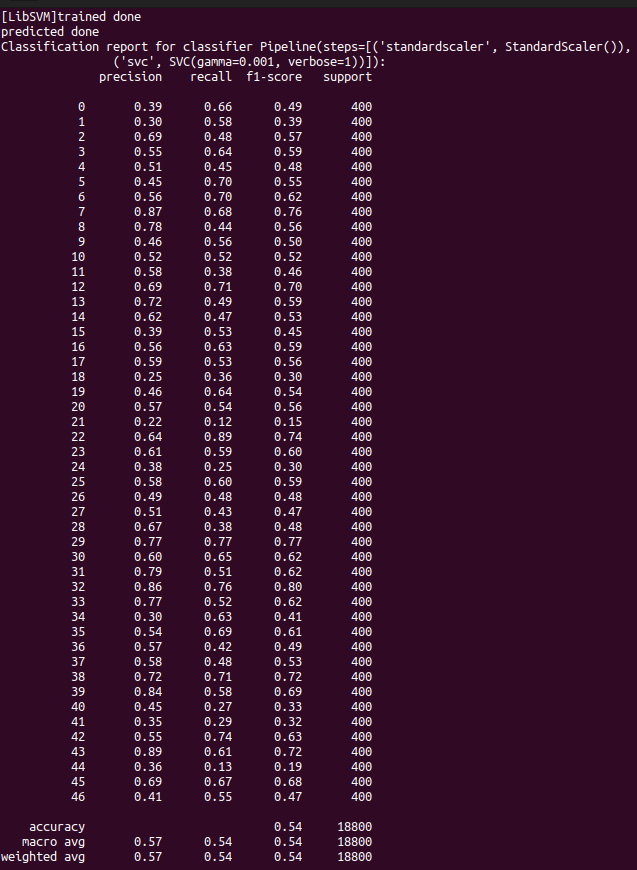 [LibSVM]trained done
predicted done
Classification report for classifier Pipeline(steps=[('standardscaler', StandardScaler()),
('svc', SVC(gamma=0.001, verbose=1))]):
precision recall f1-score support
0 0.39 0.66 0.49 400
1 0.30 0.58 0.39 400
2 0.69 0.48 0.57 400
3 0.55 0.64 0.59 400
4 0.51 0.45 0.48 400
5 0.45 0.70 0.55 400
6 0.56 0.70 0.62 400
7 0.87 0.68 0.76 400
8 0.78 0.44 0.56 400
9 0.46 0.56 0.50 400
10 0.52 0.52 0.52 400
11 0.58 0.38 0.46 400
12 0.69 0.71 0.70 400
13 0.72 0.49 0.59 400
14 0.62 0.47 0.53 400
15 0.39 0.53 0.45 400
16 0.56 0.63 0.59 400
17 0.59 0.53 0.56 400
18 0.25 0.36 0.30 400
19 0.46 0.64 0.54 400
20 0.57 0.54 0.56 400
21 0.22 0.12 0.15 400
22 0.64 0.89 0.74 400
23 0.61 0.59 0.60 400
24 0.38 0.25 0.30 400
25 0.58 0.60 0.59 400
26 0.49 0.48 0.48 400
27 0.51 0.43 0.47 400
28 0.67 0.38 0.48 400
29 0.77 0.77 0.77 400
30 0.60 0.65 0.62 400
31 0.79 0.51 0.62 400
32 0.86 0.76 0.80 400
33 0.77 0.52 0.62 400
34 0.30 0.63 0.41 400
35 0.54 0.69 0.61 400
36 0.57 0.42 0.49 400
37 0.58 0.48 0.53 400
38 0.72 0.71 0.72 400
39 0.84 0.58 0.69 400
40 0.45 0.27 0.33 400
41 0.35 0.29 0.32 400
42 0.55 0.74 0.63 400
43 0.89 0.61 0.72 400
44 0.36 0.13 0.19 400
45 0.69 0.67 0.68 400
46 0.41 0.55 0.47 400
accuracy 0.54 18800
macro avg 0.57 0.54 0.54 18800
weighted avg 0.57 0.54 0.54 18800